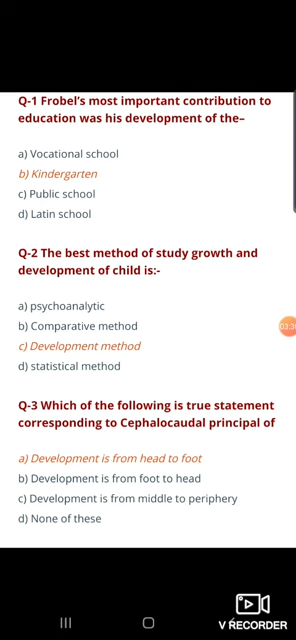 Q-1 Frobel's most important contribution to
education was his development of the–
a) Vocational school
b) Kindergarten
c) Public school
d) Latin school
Q-2 The best method of study growth and
development of child is:-
a) psychoanalytic
b) Comparative method
c) Development method
d) statistical method
Q-3 Which of the following is true statement
corresponding to Cephalocaudal principal of
a) Development is from head to foot
b) Development is from foot to head
c) Development is from middle to periphery
d) None of these
V RECORDER